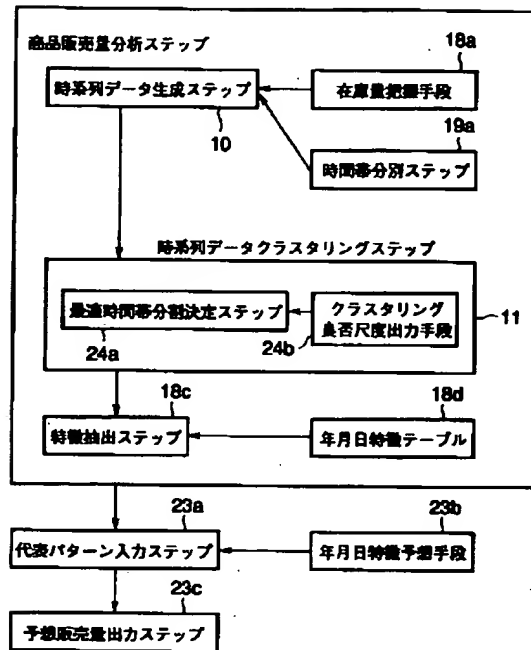 商品販売量分析ステップ
18a
時系列データ生成ステップ
在庫量把握手段
10
19a
時間帯分別ステップ
時系列データクラスタリングステップ
最適時間帯分割決定ステップ
クラスタリング
良否尺度出力手段
11
24a
24b
18c
18d
特徴抽出ステップ
年月日特徴テーブル
23a
23b
代表パターン入力ステップ
年月日特徴予想手段
23c
予想販売量出力ステップ